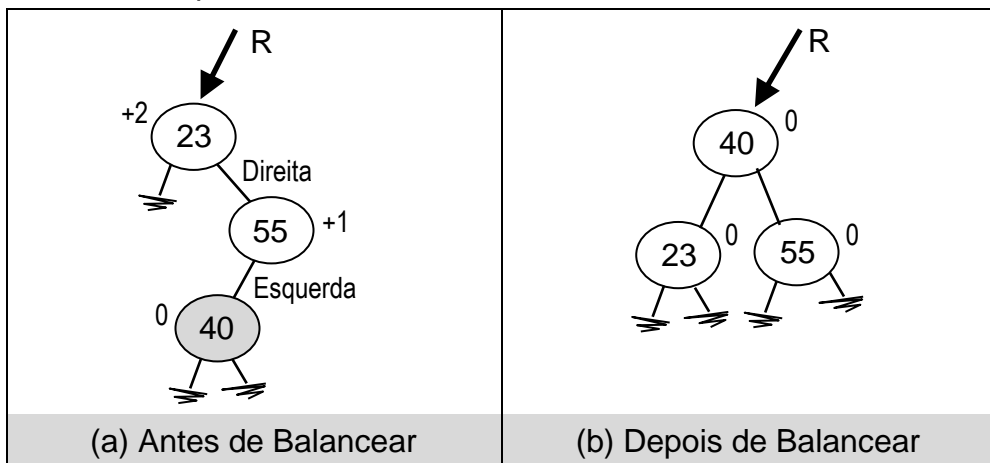 R
+2
23
Direita
55 +1
Esquerda
0 40
(a) Antes de Balancear
R
40 0
23 0 55 0
(b) Depois de Balancear